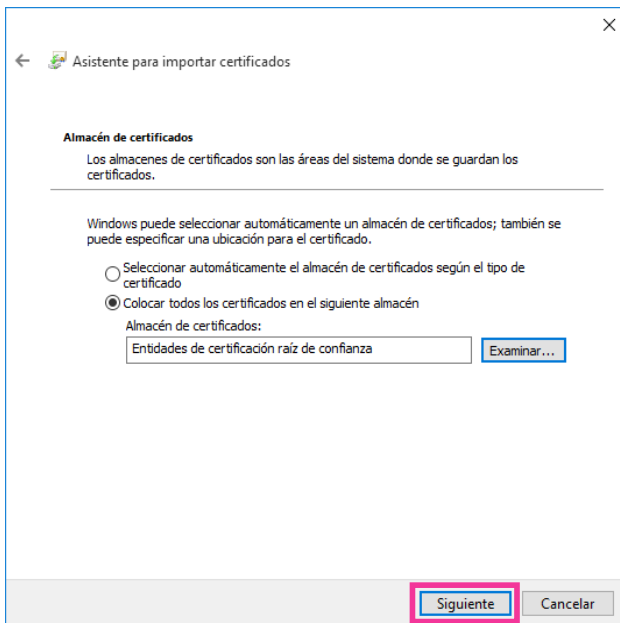 Asistente para importar certificados
Almacén de certificados
Los almacenes de certificados son las áreas del sistema donde se guardan los
certificados.
Windows puede seleccionar automáticamente un almacén de certificados; también se
puede especificar una ubicación para el certificado.
Seleccionar automáticamente el almacén de certificados según el tipo de
certificado
Colocar todos los certificados en el siguiente almacén
Almacén de certificados:
Entidades de certificación raíz de confianza
Examinar...
Siguiente
Cancelar